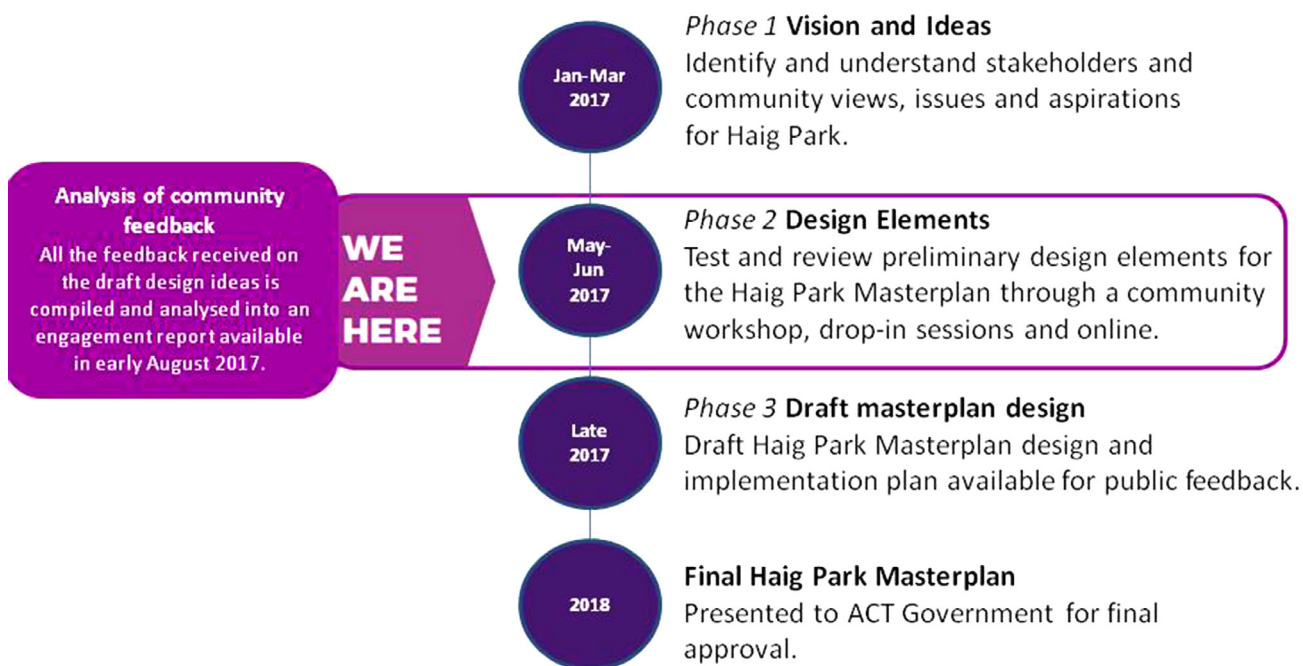 Jan-Mar
2017
Phase 1 Vision and Ideas
Identify and understand stakeholders and
community views, issues and aspirations
for Haig Park.
Analysis of community
feedback
All the feedback received on
the draft design ideas is
compiled and analysed into an
engagement report available
in early August 2017.
WE
ARE
HERE
May-
Jun
2017
Phase 2 Design Elements
Test and review preliminary design elements for
the Haig Park Masterplan through a community
workshop, drop-in sessions and online.
Late
2017
Phase 3 Draft masterplan design
Draft Haig Park Masterplan design and
implementation plan available for public feedback.
2018
Final Haig Park Masterplan
Presented to ACT Government for final
approval.